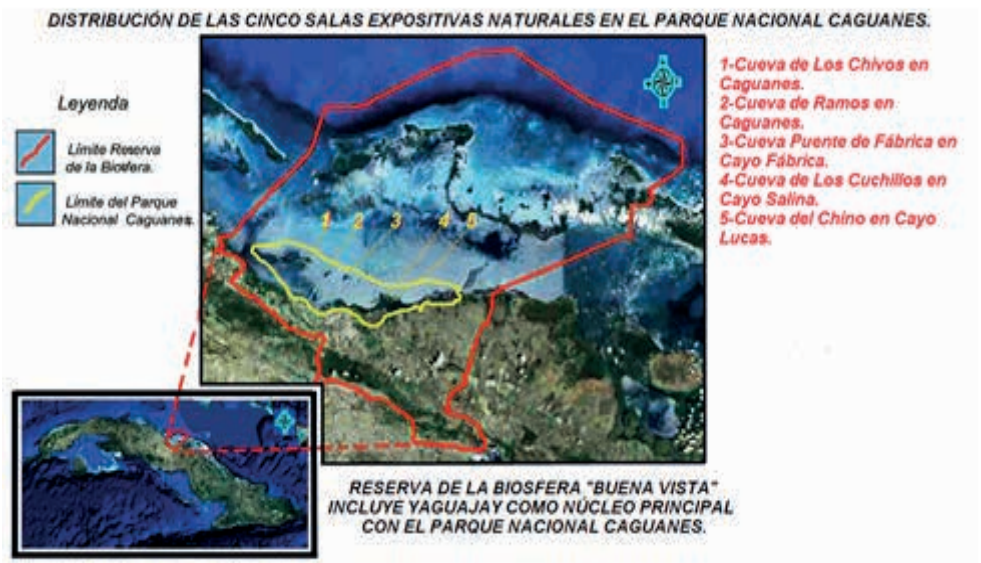 DISTRIBUCIÓN DE LAS CINCO SALAS EXPOSITIVAS NATURALES EN EL PARQUE NACIONAL CAGUANES.
Leyenda
Límite Reserva
de la Biosfera.
Límite del Parque
Nacional Caguanes.
1 2 3 4 5
1-Cueva de Los Chivos en
Caguanes.
2-Cueva de Ramos en
Caguanes.
3-Cueva Puente de Fábrica en
Cayo Fábrica.
4-Cueva de Los Cuchillos en
Cayo Salina.
5-Cueva del Chino en Cayo
Lucas.
RESERVA DE LA BIOSFERA "BUENA VISTA"
INCLUYE YAGUAJAY COMO NÚCLEO PRINCIPAL
CON EL PARQUE NACIONAL CAGUANES.